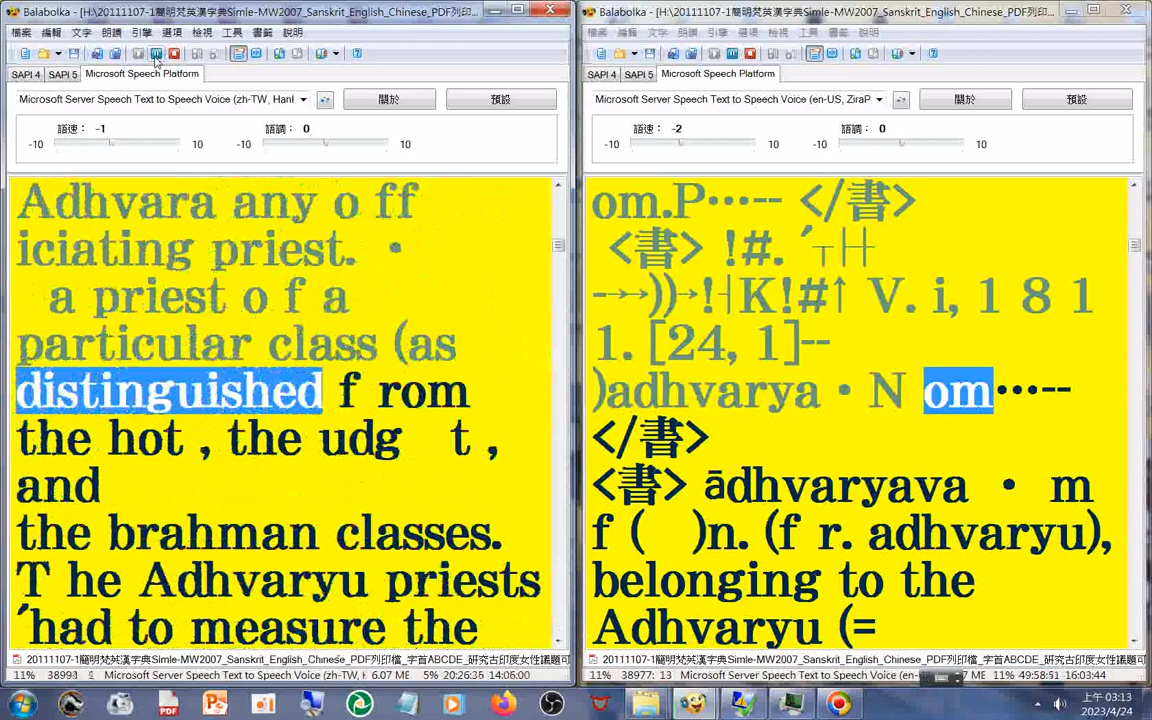 Balabolka - [H:\20111107-1簡明梵英漢字典Simle-MW2007_Sanskrit_English_Chinese_PDF列印...
檔案 編輯 文字 朗讀 引擎 選項 檢視 工具 書籤 說明
SAPI 4 SAPI 5 Microsoft Speech Platform
Microsoft Server Speech Text to Speech Voice (zh-TW, Hanl
關於
預設
語速： -1
語調： 0
-10 10 -10 10
Adhvara any o ff
iciating priest. •
a priest o f a
particular class (as
distinguished f rom
the hot , the udg t ,
and
the brahman classes.
T he Adhvaryu priests
'had to measure the
20111107-1簡明梵英漢字典Simle-MW2007_Sanskrit_English_Chinese_PDF列印檔_字首ABCDE_研究古印度女性議題可
11% Microsoft Server Speech Text to Speech Voice (zh-TW, H 6.07 MB 5% 20:26:35 14:06:00
Balabolka - [H:\20111107-1簡明梵英漢字典Simle-MW2007_Sanskrit_English_Chinese_PDF列印...
檔案 編輯 文字 朗讀 引擎 選項 檢視 工具 書籤 說明
SAPI 4 SAPI 5 Microsoft Speech Platform
Microsoft Server Speech Text to Speech Voice (en-US, ZiraP
關於
預設
語速： -2
語調： 0
-10 10 -10 10
om.P…-- </書>
<書> !#. ´┬├┼
-→→))→!┤K!#↑ V. i, 1 8 1
1. [24, 1]--
)adhvarya • N om…--
</書>
<書> ādhvaryava • m
f ( )n. (f r. adhvaryu),
belonging to the
Adhvaryu (=
20111107-1簡明梵英漢字典Simle-MW2007_Sanskrit_English_Chinese_PDF列印檔_字首ABCDE_研究古印度女性議題可
11% 38977: 13 Microsoft Server Speech Text to Speech Voice (en-U 11% 49:58:51 16:03:44
PDF
上午 03:13
2023/4/24